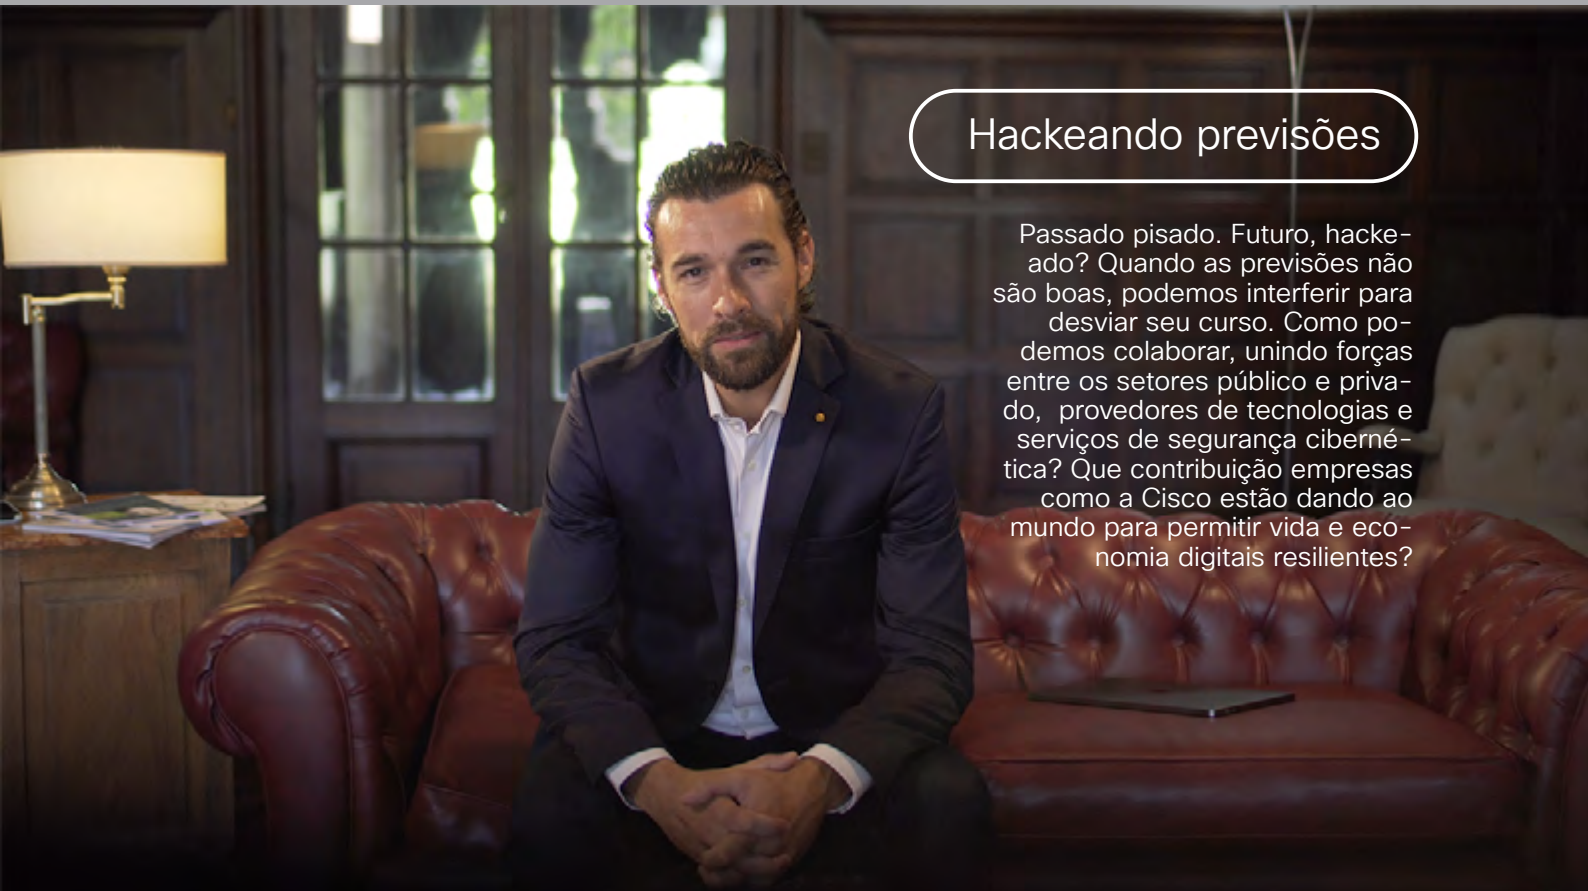 Hackeando previsões
Passado pisado. Futuro, hacke-
ado? Quando as previsões não
são boas, podemos interferir para
desviar seu curso. Como po-
demos colaborar, unindo forças
entre os setores público e priva-
do,  provedores de tecnologias e
serviços de segurança ciberné-
tica? Que contribuição empresas
como a Cisco estão dando ao
mundo para permitir vida e eco-
nomia digitais resilientes?